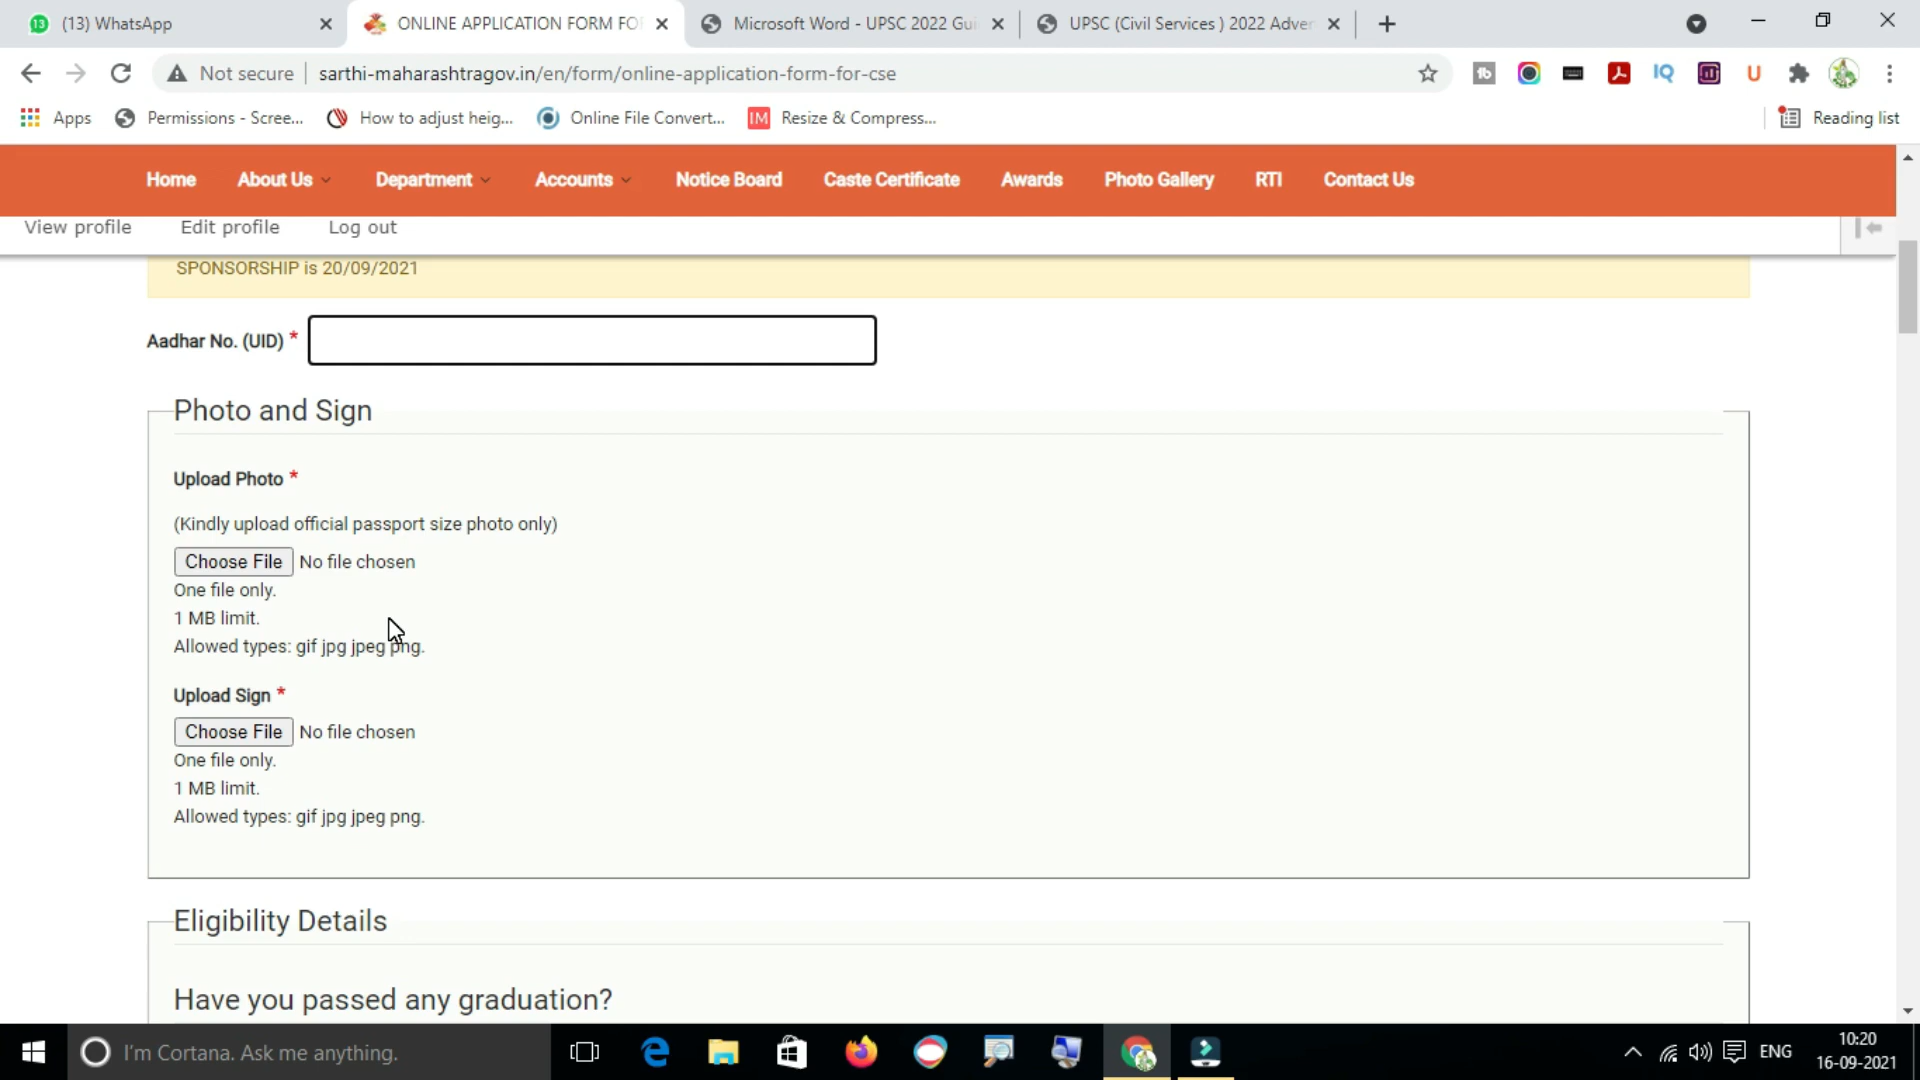 13
(13) WhatsApp
ONLINE APPLICATION FORM FO
Microsoft Word - UPSC 2022 Gui
UPSC (Civil Services ) 2022 Adver
Not secure
sarthi-maharashtragov.in/en/form/online-application-form-for-cse
Apps
Permissions - Scree...
How to adjust heig...
Online File Convert...
IM
Resize & Compress...
Reading list
Home
About Us
Department
Accounts
Notice Board
Caste Certificate
Awards
Photo Gallery
RTI
Contact Us
View profile
Edit profile
Log out
SPONSORSHIP is 20/09/2021
Aadhar No. (UID) *
Photo and Sign
Upload Photo *
(Kindly upload official passport size photo only)
Choose File No file chosen
One file only.
1 MB limit.
Allowed types: gif jpg jpeg png.
Upload Sign *
Choose File No file chosen
One file only.
1 MB limit.
Allowed types: gif jpg jpeg png.
Eligibility Details
Have you passed any graduation?
I'm Cortana. Ask me anything.
ENG
10:20
16-09-2021